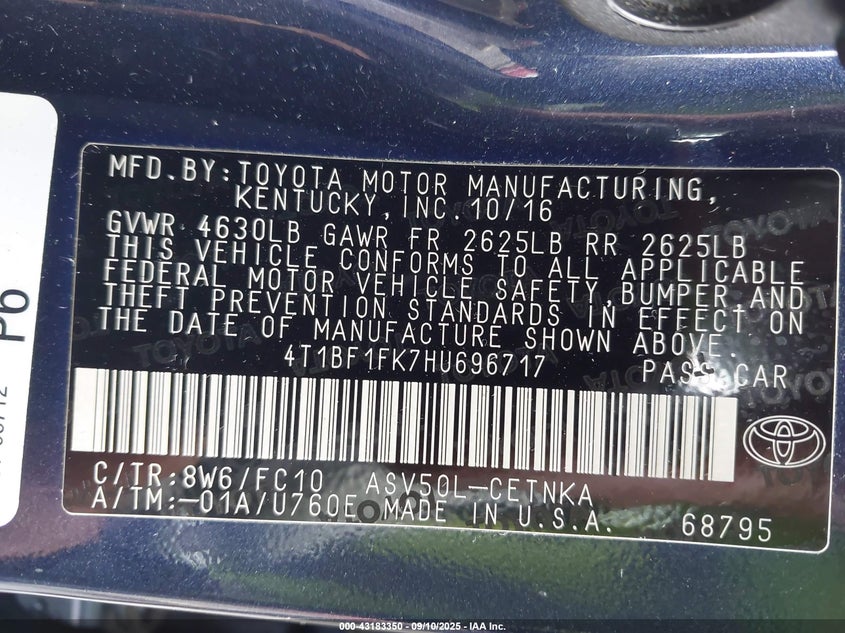 MFD.BY:TOYOTA MOTOR MANUFACTURING,
KENTUCKY,INC.10/16
GVWR 4630LB GAWR FR 2625LB RR 2625LB
THIS VEHICLE CONFORMS TO ALL APPLICABLE
FEDERAL MOTOR VEHICLE SAFETY,BUMPER AND
THEFT PREVENTION STANDARDS IN EFFECT ON
THE DATE OF MANUFACTURE SHOWN ABOVE.
4T1BF1FK7HU696717 PASS.CAR
C/TR:8W6/FC10 ASV50L-CETNKA
A/TM:-01A/U760E MADE IN U.S.A. 68795
P6
000-43183350 - 09/10/2025 - IAA Inc.